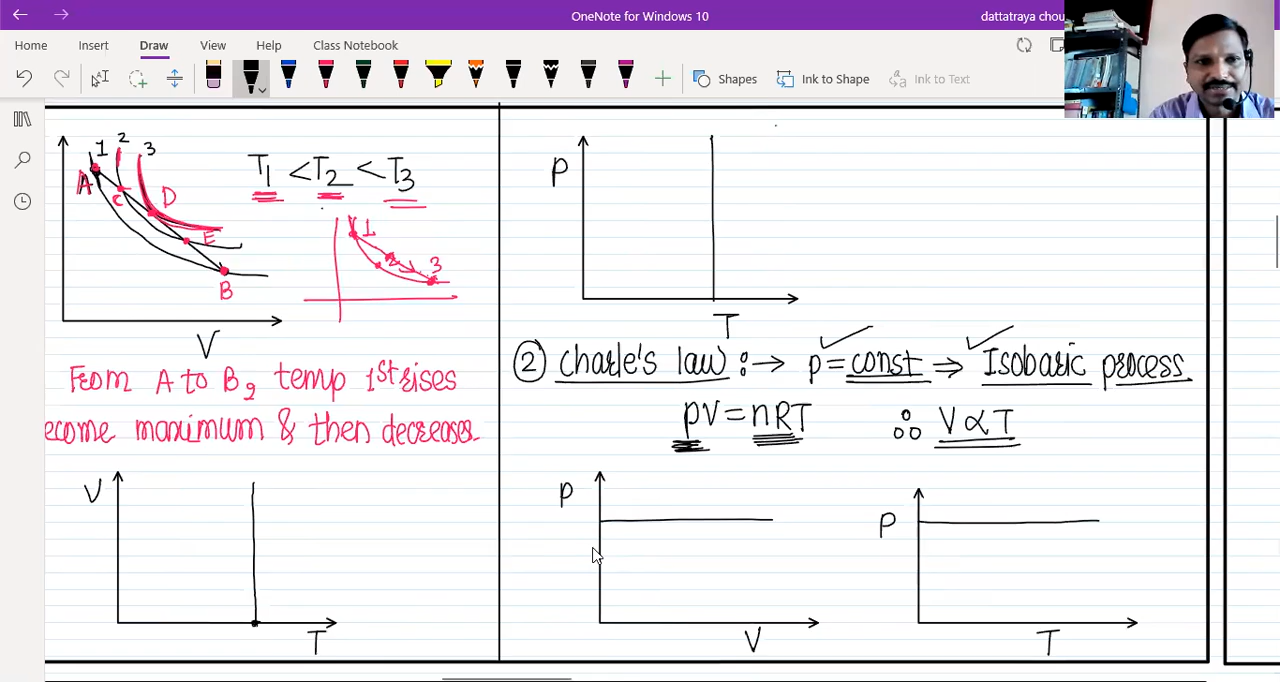 OneNote for Windows 10
dattatraya chou
Home Insert Draw View Help Class Notebook
Shapes Ink to Shape Ink to Text
1 2 3
A C D E B
V
T1 < T2 < T3
1 2 3
From A to B, temp 1st rises
ecome maximum & then decreases
V
T
P
T
② Charle's law :→ p = const ⇒ Isobaric process
pV = nRT ∴ V ∝ T
P
V
P
T